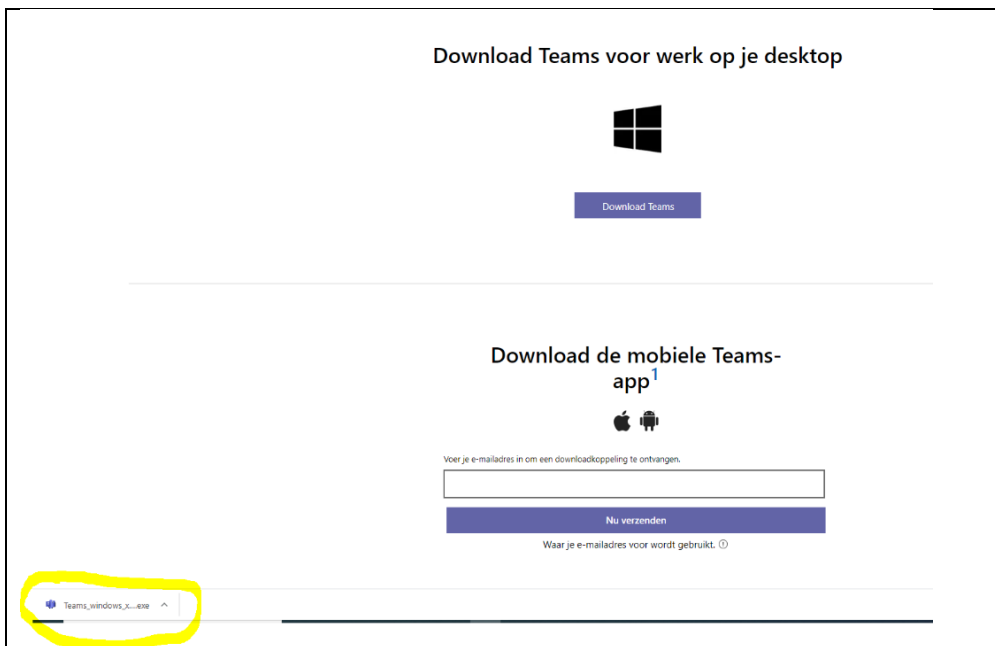 Download Teams voor werk op je desktop
Download Teams
Download de mobiele Teams-
app1
Voer je e-mailadres in om een downloadkoppeling te ontvangen.
Nu verzenden
Waar je e-mailadres voor wordt gebruikt.
Teams_windows_x....exe